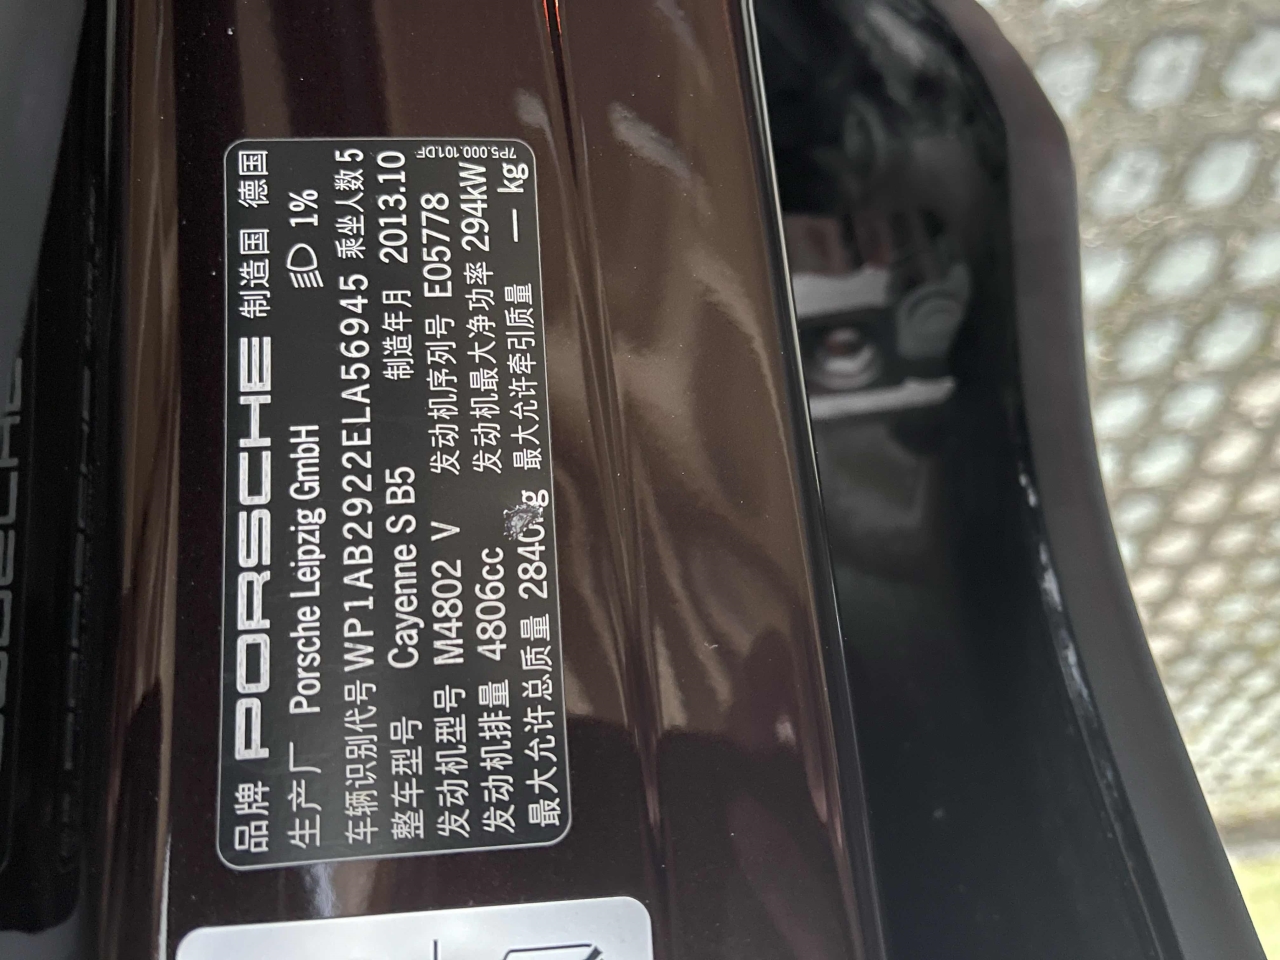 品牌 PORSCHE 制造国 德国
生产厂 Porsche Leipzig GmbH 1%
车辆识别代号 WP1AB2922ELA56945 乘坐人数 5
整车型号 Cayenne S B5 制造年月 2013.10
发动机型号 M4802 V 发动机序列号 E05778
发动机排量 4806cc 发动机最大净功率 294kW
最大允许总质量 2840kg 最大允许牵引质量 — kg
7P5.000.101.DF